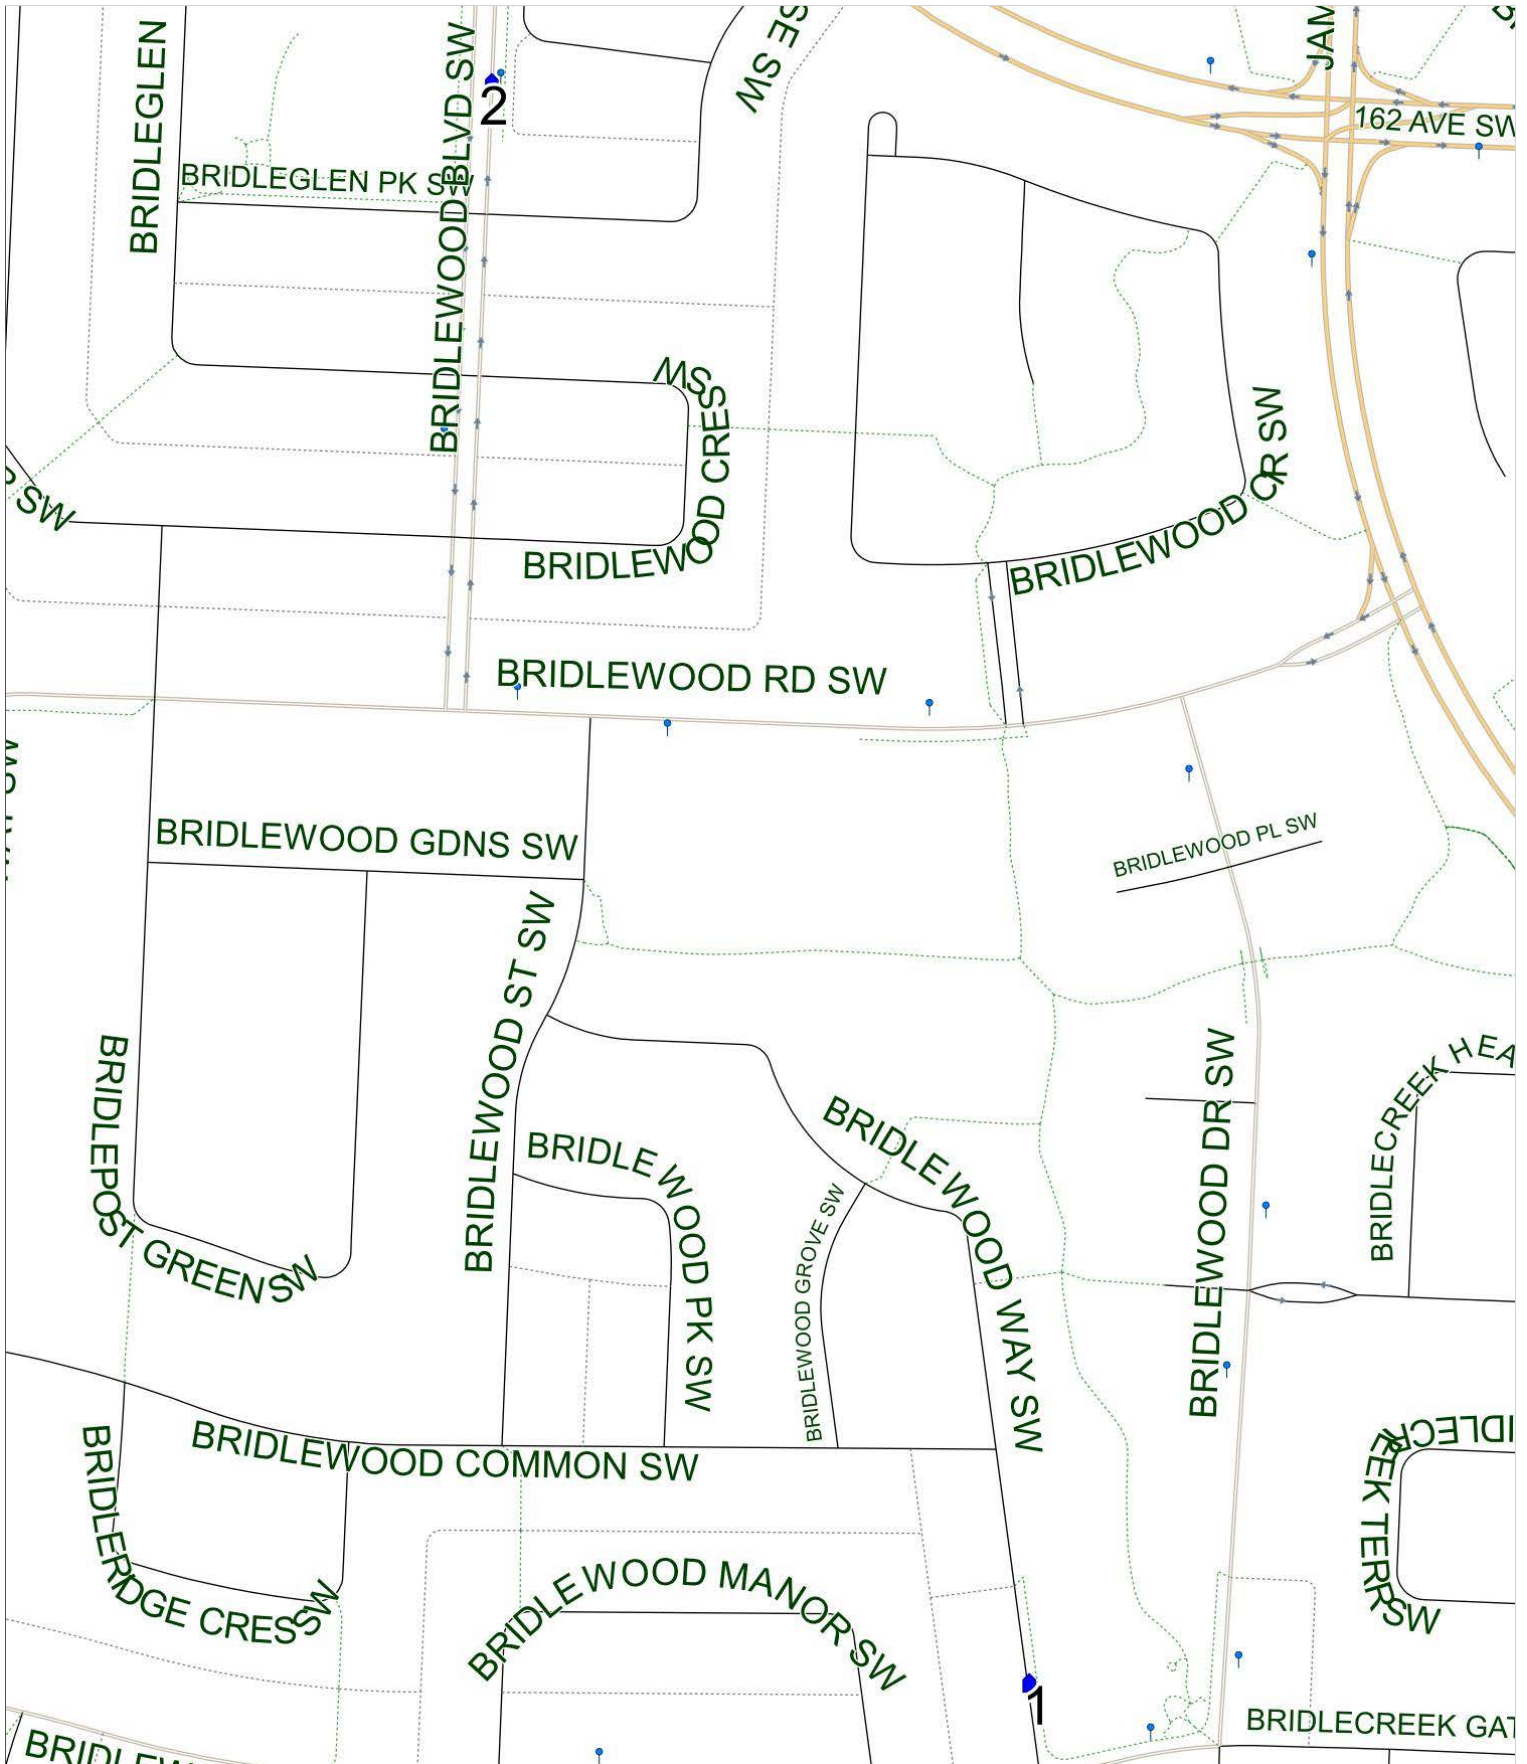 BRIDLEGLEN
BRIDLEWOOD BLVD SW
SE SW
JAM
2
162 AVE SW
BRIDLEGLEN PK SW
BRIDLEWOOD CRES SW
SW
BRIDLEWOOD CIR SW
BRIDLEWOOD RD SW
BRIDLEWOOD GDNS SW
BRIDLEWOOD PL SW
BRIDLEWOOD ST SW
BRIDLEPOST GREEN SW
BRIDLEWOOD DR SW
BRIDLECREEK HEA
BRIDLEWOOD WAY SW
BRIDLEWOOD PK SW
BRIDLEWOOD GROVE SW
BRIDLEWOOD COMMON SW
BRIDLERIDGE CRES SW
IDLECREEK TERR SW
BRIDLEWOOD MANOR SW
1
BRIDLECREEK GAT
BRIDLEW